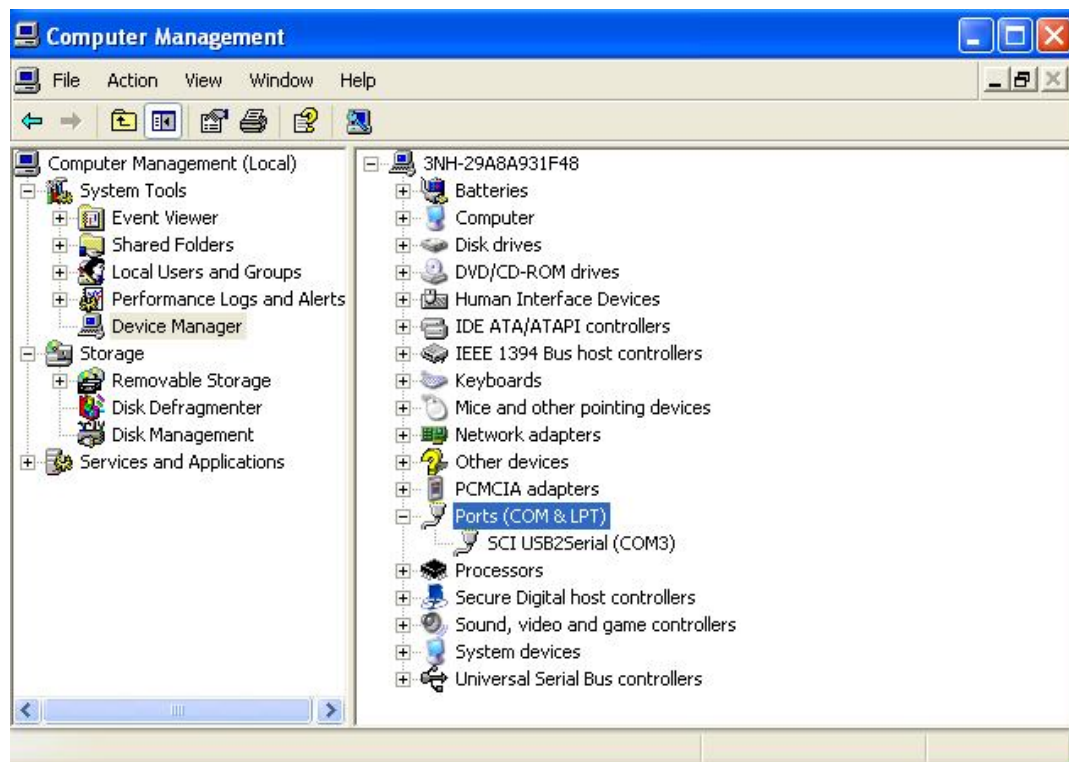 Computer Management
File Action View Window Help
Computer Management (Local)
System Tools
Event Viewer
Shared Folders
Local Users and Groups
Performance Logs and Alerts
Device Manager
Storage
Removable Storage
Disk Defragmenter
Disk Management
Services and Applications
3NH-29A8A931F48
Batteries
Computer
Disk drives
DVD/CD-ROM drives
Human Interface Devices
IDE ATA/ATAPI controllers
IEEE 1394 Bus host controllers
Keyboards
Mice and other pointing devices
Network adapters
Other devices
PCMCIA adapters
Ports (COM & LPT)
SCI USB2Serial (COM3)
Processors
Secure Digital host controllers
Sound, video and game controllers
System devices
Universal Serial Bus controllers